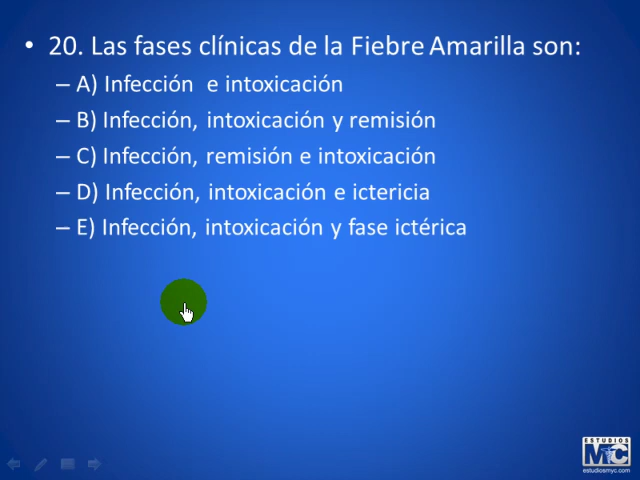 • 20. Las fases clínicas de la Fiebre Amarilla son:
– A) Infección e intoxicación
– B) Infección, intoxicación y remisión
– C) Infección, remisión e intoxicación
– D) Infección, intoxicación e ictericia
– E) Infección, intoxicación y fase ictérica
ESTUDIOS
MyC
estudiosmyc.com